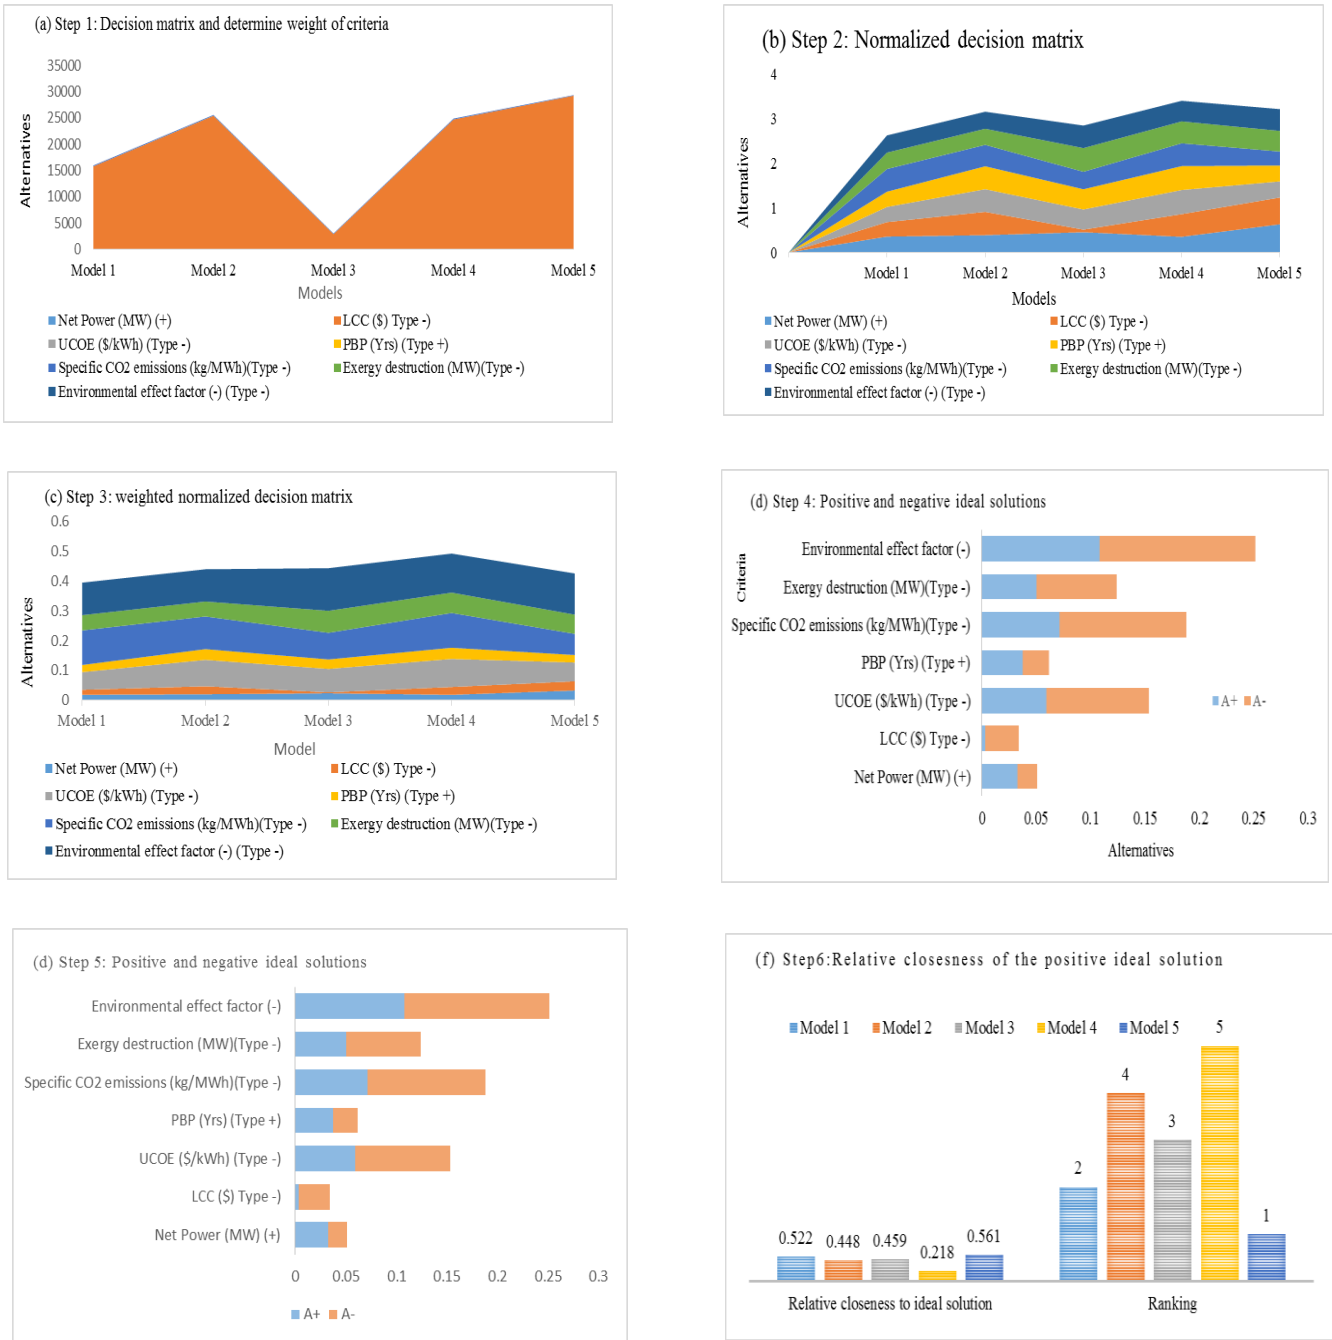 (a) Step 1: Decision matrix and determine weight of criteria
35000
30000
25000
20000
15000
10000
5000
0
Alternatives
Model 1 Model 2 Model 3 Model 4 Model 5
Models
Net Power (MW) (+) LCC ($) Type -)
UCOE ($/kWh) (Type -) PBP (Yrs) (Type +)
Specific CO2 emissions (kg/MWh)(Type -) Exergy destruction (MW)(Type -)
Environmental effect factor (-) (Type -)
(b) Step 2: Normalized decision matrix
4
3
2
1
0
Alternatives
Model 1 Model 2 Model 3 Model 4 Model 5
Models
Net Power (MW) (+) LCC ($) Type -)
UCOE ($/kWh) (Type -) PBP (Yrs) (Type +)
Specific CO2 emissions (kg/MWh)(Type -) Exergy destruction (MW)(Type -)
Environmental effect factor (-) (Type -)
(c) Step 3: weighted normalized decision matrix
0.6
0.5
0.4
0.3
0.2
0.1
0
Alternatives
Model 1 Model 2 Model 3 Model 4 Model 5
Model
Net Power (MW) (+) LCC ($) Type -)
UCOE ($/kWh) (Type -) PBP (Yrs) (Type +)
Specific CO2 emissions (kg/MWh)(Type -) Exergy destruction (MW)(Type -)
Environmental effect factor (-) (Type -)
(d) Step 4: Positive and negative ideal solutions
Criteria
Environmental effect factor (-)
Exergy destruction (MW)(Type -)
Specific CO2 emissions (kg/MWh)(Type -)
PBP (Yrs) (Type +)
UCOE ($/kWh) (Type -)
LCC ($) Type -)
Net Power (MW) (+)
A+ A-
0 0.05 0.1 0.15 0.2 0.25 0.3
Alternatives
(d) Step 5: Positive and negative ideal solutions
Environmental effect factor (-)
Exergy destruction (MW)(Type -)
Specific CO2 emissions (kg/MWh)(Type -)
PBP (Yrs) (Type +)
UCOE ($/kWh) (Type -)
LCC ($) Type -)
Net Power (MW) (+)
0 0.05 0.1 0.15 0.2 0.25 0.3
A+ A-
(f) Step6:Relative closesness of the positive ideal solution
Model 1 Model 2 Model 3 Model 4 Model 5
0.522 0.448 0.459 0.218 0.561
2 4 3 5 1
Relative closeness to ideal solution Ranking